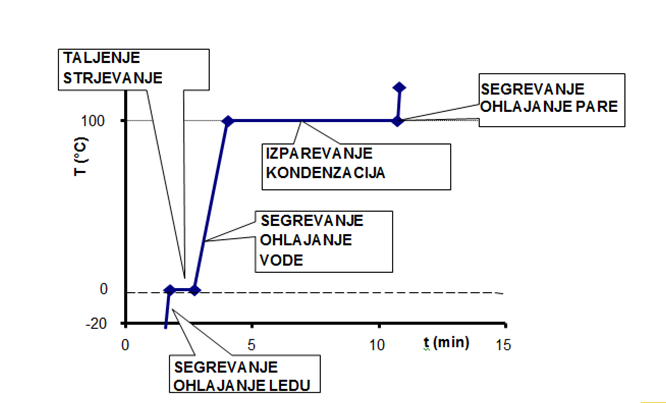 TALJENJE
STRJEVANJE
SEGREVANJE
OHLAJANJE PARE
100
T (°C)
IZPAREVANJE
KONDENZACIJA
SEGREVANJE
OHLAJANJE
VODE
0
-20
0
5
10
15
t (min)
SEGREVANJE
OHLAJANJE LEDU